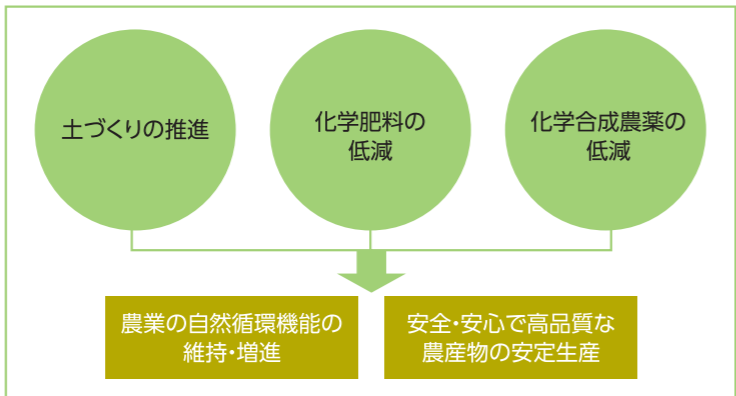 土づくりの推進
化学肥料の
低減
化学合成農薬の
低減
農業の自然循環機能の
維持・増進
安全・安心で高品質な
農産物の安定生産